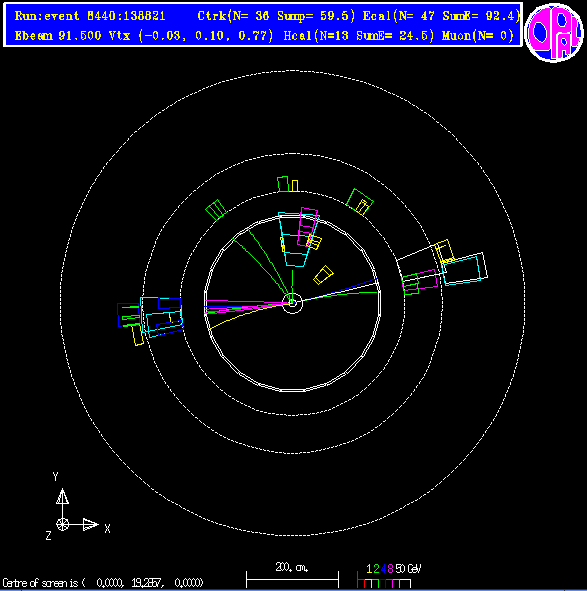 Run:event 8440:138821 Ctrk(N= 36 Sump= 59.5) Ecal(N= 47 SumE= 92.4)
Ebeam 91.500 Vtx (-0.03, 0.10, 0.77) Hcal(N=13 SumE= 24.5) Muon(N= 0)
OPAL
Y
Z X
200. cm.
1 2 4 8 50 GeV
Centre of screen is ( 0.0000, 19.2857, 0.0000)